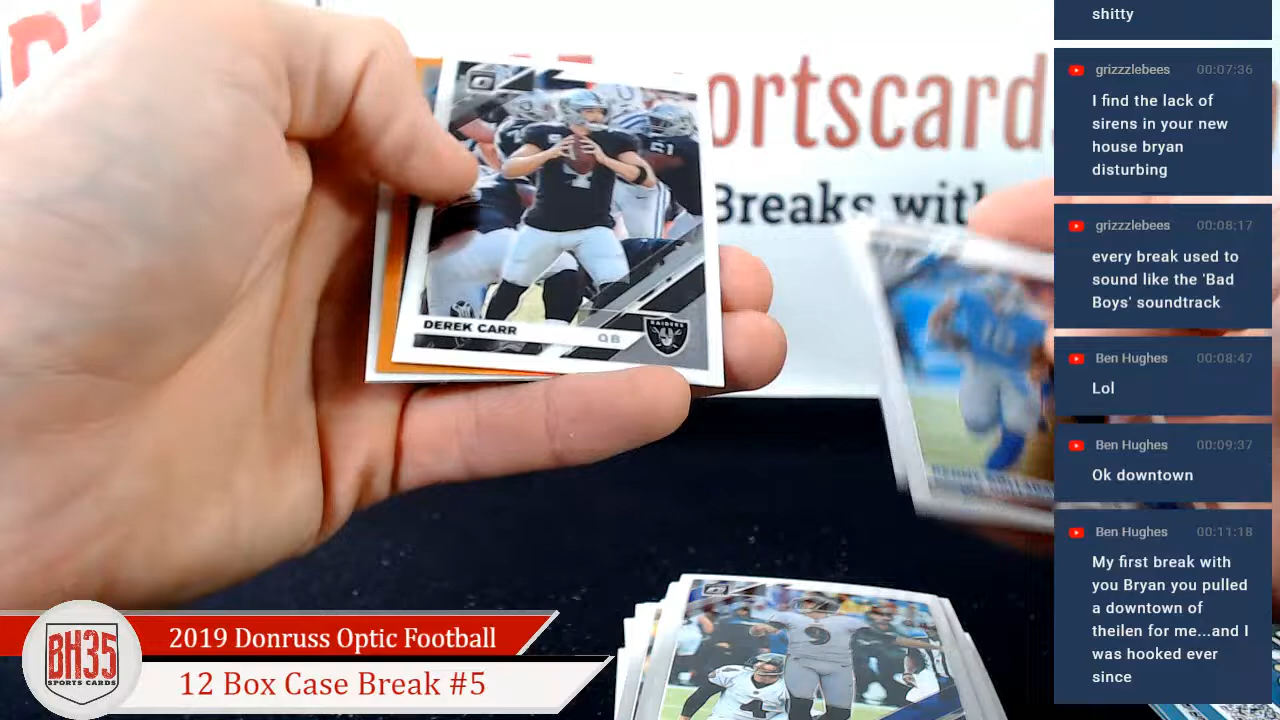 ortscard
Breaks with
DEREK CARR
QB
RAIDERS
9
4
BH35
SPORTS CARDS
2019 Donruss Optic Football
12 Box Case Break #5
shitty
grizzzlebees 00:07:36
I find the lack of
sirens in your new
house bryan
disturbing
grizzzlebees 00:08:17
every break used to
sound like the 'Bad
Boys' soundtrack
Ben Hughes 00:08:47
Lol
Ben Hughes 00:09:37
Ok downtown
Ben Hughes 00:11:18
My first break with
you Bryan you pulled
a downtown of
theilen for me...and I
was hooked ever
since